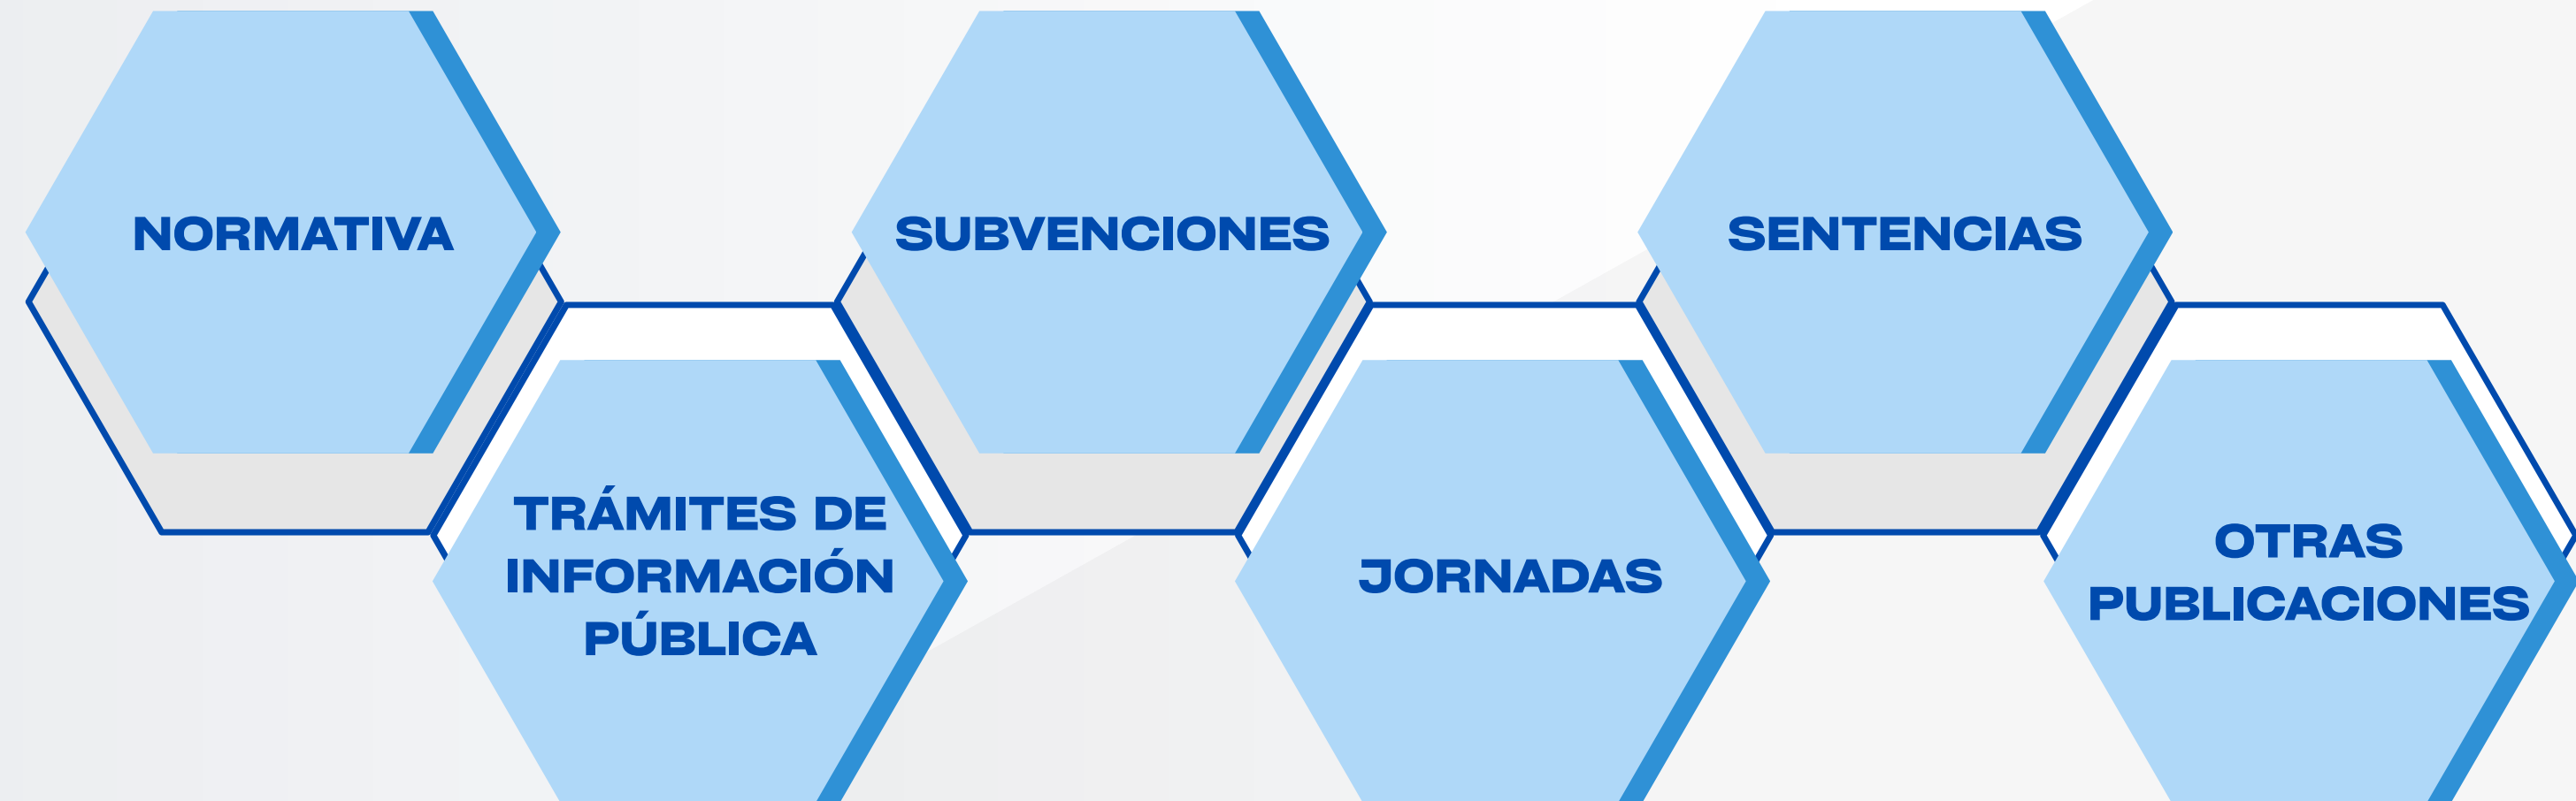 NORMATIVA
SUBVENCIONES
SENTENCIAS
TRÁMITES DE
INFORMACIÓN
PÚBLICA
JORNADAS
OTRAS
PUBLICACIONES